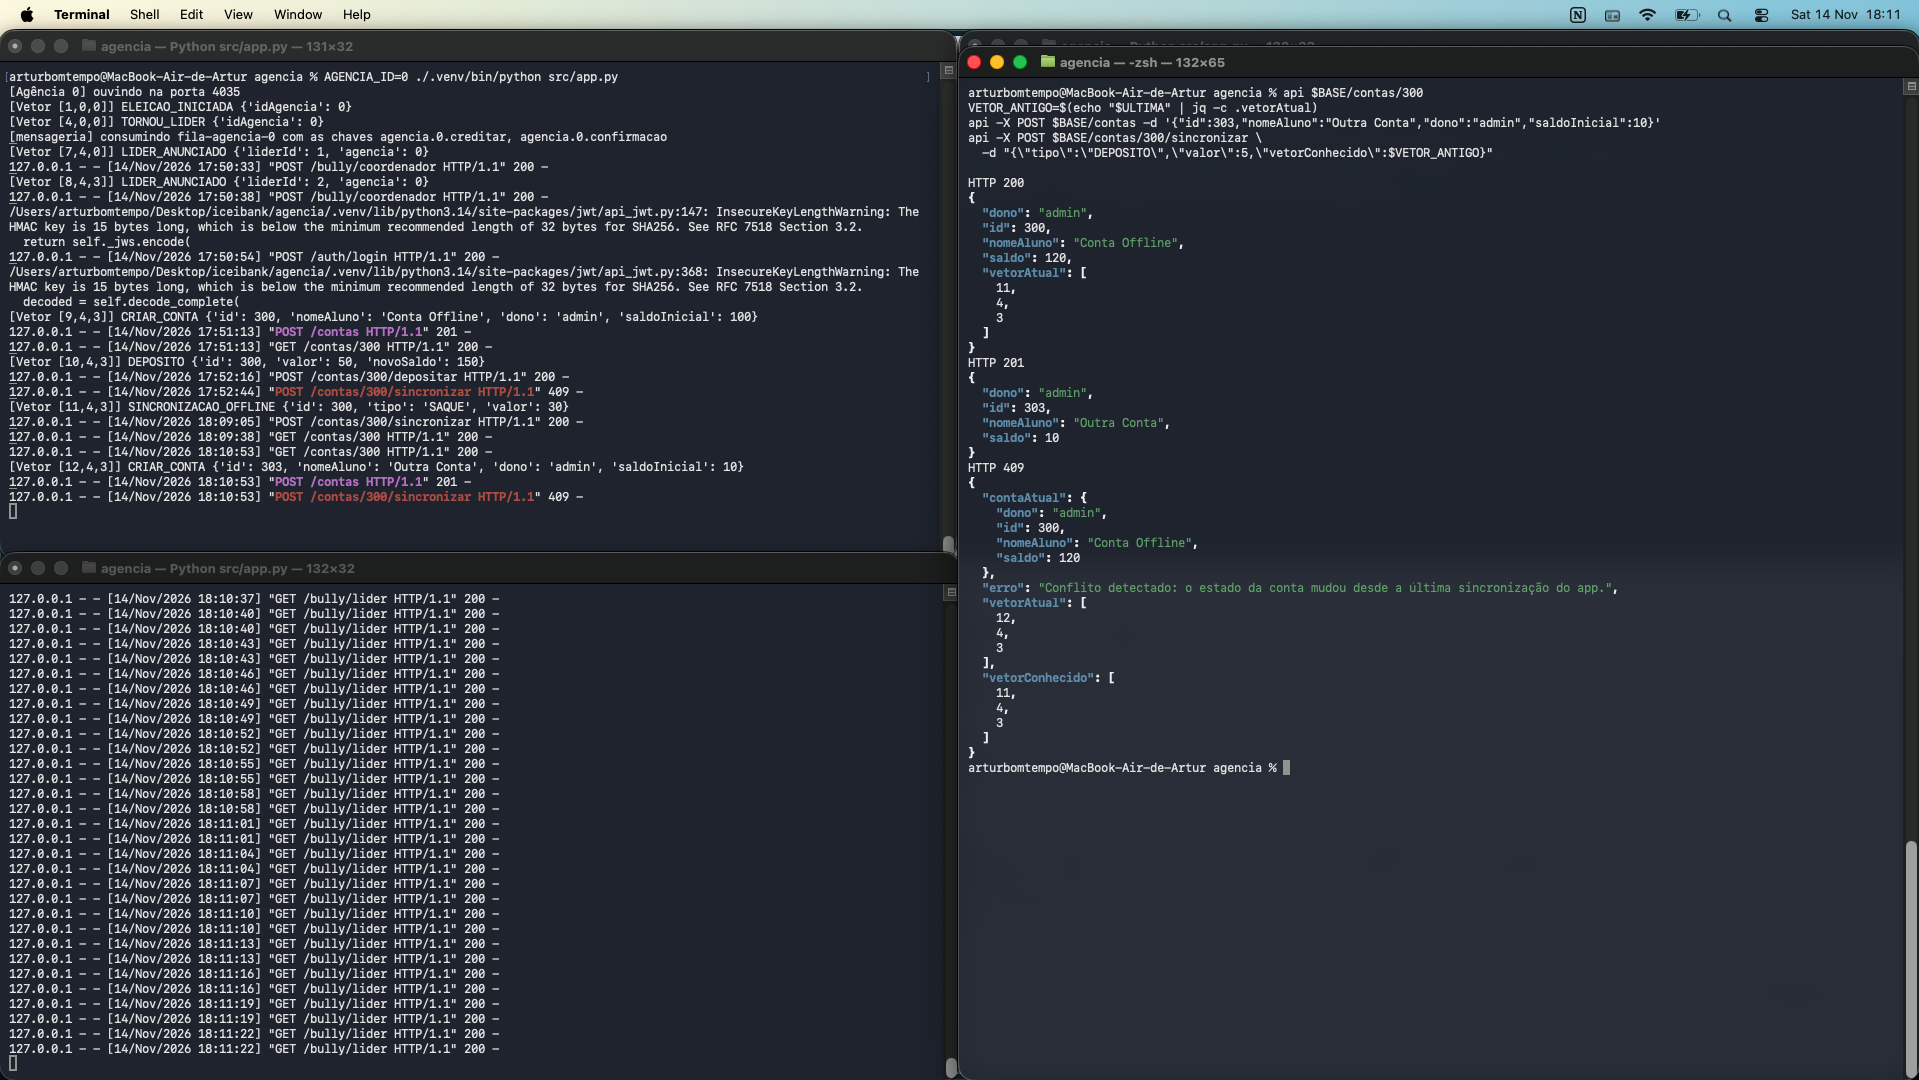 Terminal Shell Edit View Window Help Sat 14 Nov 18:11
agencia — Python src/app.py — 131×32
[arturbomtempo@MacBook-Air-de-Artur agencia % AGENCIA_ID=0 ./.venv/bin/python src/app.py ]
[Agência 0] ouvindo na porta 4035
[Vetor [1,0,0]] ELEICAO_INICIADA {'idAgencia': 0}
[Vetor [4,0,0]] TORNOU_LIDER {'idAgencia': 0}
[mensageria] consumindo fila-agencia-0 com as chaves agencia.0.creditar, agencia.0.confirmacao
[Vetor [7,4,0]] LIDER_ANUNCIADO {'liderId': 1, 'agencia': 0}
127.0.0.1 - - [14/Nov/2026 17:50:33] "POST /bully/coordenador HTTP/1.1" 200 -
[Vetor [8,4,3]] LIDER_ANUNCIADO {'liderId': 2, 'agencia': 0}
127.0.0.1 - - [14/Nov/2026 17:50:38] "POST /bully/coordenador HTTP/1.1" 200 -
/Users/arturbomtempo/Desktop/iceibank/agencia/.venv/lib/python3.14/site-packages/jwt/api_jwt.py:147: InsecureKeyLengthWarning: The
HMAC key is 15 bytes long, which is below the minimum recommended length of 32 bytes for SHA256. See RFC 7518 Section 3.2.
return self._jws.encode(
127.0.0.1 - - [14/Nov/2026 17:50:54] "POST /auth/login HTTP/1.1" 200 -
/Users/arturbomtempo/Desktop/iceibank/agencia/.venv/lib/python3.14/site-packages/jwt/api_jwt.py:368: InsecureKeyLengthWarning: The
HMAC key is 15 bytes long, which is below the minimum recommended length of 32 bytes for SHA256. See RFC 7518 Section 3.2.
decoded = self.decode_complete(
[Vetor [9,4,3]] CRIAR_CONTA {'id': 300, 'nomeAluno': 'Conta Offline', 'dono': 'admin', 'saldoInicial': 100}
127.0.0.1 - - [14/Nov/2026 17:51:13] "POST /contas HTTP/1.1" 201 -
127.0.0.1 - - [14/Nov/2026 17:51:13] "GET /contas/300 HTTP/1.1" 200 -
[Vetor [10,4,3]] DEPOSITO {'id': 300, 'valor': 50, 'novoSaldo': 150}
127.0.0.1 - - [14/Nov/2026 17:52:16] "POST /contas/300/depositar HTTP/1.1" 200 -
127.0.0.1 - - [14/Nov/2026 17:52:44] "POST /contas/300/sincronizar HTTP/1.1" 409 -
[Vetor [11,4,3]] SINCRONIZACAO_OFFLINE {'id': 300, 'tipo': 'SAQUE', 'valor': 30}
127.0.0.1 - - [14/Nov/2026 18:09:05] "POST /contas/300/sincronizar HTTP/1.1" 200 -
127.0.0.1 - - [14/Nov/2026 18:09:38] "GET /contas/300 HTTP/1.1" 200 -
127.0.0.1 - - [14/Nov/2026 18:10:53] "GET /contas/300 HTTP/1.1" 200 -
[Vetor [12,4,3]] CRIAR_CONTA {'id': 303, 'nomeAluno': 'Outra Conta', 'dono': 'admin', 'saldoInicial': 10}
127.0.0.1 - - [14/Nov/2026 18:10:53] "POST /contas HTTP/1.1" 201 -
127.0.0.1 - - [14/Nov/2026 18:10:53] "POST /contas/300/sincronizar HTTP/1.1" 409 -
agencia — Python src/app.py — 132×32
127.0.0.1 - - [14/Nov/2026 18:10:37] "GET /bully/lider HTTP/1.1" 200 -
127.0.0.1 - - [14/Nov/2026 18:10:40] "GET /bully/lider HTTP/1.1" 200 -
127.0.0.1 - - [14/Nov/2026 18:10:40] "GET /bully/lider HTTP/1.1" 200 -
127.0.0.1 - - [14/Nov/2026 18:10:43] "GET /bully/lider HTTP/1.1" 200 -
127.0.0.1 - - [14/Nov/2026 18:10:43] "GET /bully/lider HTTP/1.1" 200 -
127.0.0.1 - - [14/Nov/2026 18:10:46] "GET /bully/lider HTTP/1.1" 200 -
127.0.0.1 - - [14/Nov/2026 18:10:46] "GET /bully/lider HTTP/1.1" 200 -
127.0.0.1 - - [14/Nov/2026 18:10:49] "GET /bully/lider HTTP/1.1" 200 -
127.0.0.1 - - [14/Nov/2026 18:10:49] "GET /bully/lider HTTP/1.1" 200 -
127.0.0.1 - - [14/Nov/2026 18:10:52] "GET /bully/lider HTTP/1.1" 200 -
127.0.0.1 - - [14/Nov/2026 18:10:52] "GET /bully/lider HTTP/1.1" 200 -
127.0.0.1 - - [14/Nov/2026 18:10:55] "GET /bully/lider HTTP/1.1" 200 -
127.0.0.1 - - [14/Nov/2026 18:10:55] "GET /bully/lider HTTP/1.1" 200 -
127.0.0.1 - - [14/Nov/2026 18:10:58] "GET /bully/lider HTTP/1.1" 200 -
127.0.0.1 - - [14/Nov/2026 18:10:58] "GET /bully/lider HTTP/1.1" 200 -
127.0.0.1 - - [14/Nov/2026 18:11:01] "GET /bully/lider HTTP/1.1" 200 -
127.0.0.1 - - [14/Nov/2026 18:11:01] "GET /bully/lider HTTP/1.1" 200 -
127.0.0.1 - - [14/Nov/2026 18:11:04] "GET /bully/lider HTTP/1.1" 200 -
127.0.0.1 - - [14/Nov/2026 18:11:04] "GET /bully/lider HTTP/1.1" 200 -
127.0.0.1 - - [14/Nov/2026 18:11:07] "GET /bully/lider HTTP/1.1" 200 -
127.0.0.1 - - [14/Nov/2026 18:11:07] "GET /bully/lider HTTP/1.1" 200 -
127.0.0.1 - - [14/Nov/2026 18:11:10] "GET /bully/lider HTTP/1.1" 200 -
127.0.0.1 - - [14/Nov/2026 18:11:10] "GET /bully/lider HTTP/1.1" 200 -
127.0.0.1 - - [14/Nov/2026 18:11:13] "GET /bully/lider HTTP/1.1" 200 -
127.0.0.1 - - [14/Nov/2026 18:11:13] "GET /bully/lider HTTP/1.1" 200 -
127.0.0.1 - - [14/Nov/2026 18:11:16] "GET /bully/lider HTTP/1.1" 200 -
127.0.0.1 - - [14/Nov/2026 18:11:16] "GET /bully/lider HTTP/1.1" 200 -
127.0.0.1 - - [14/Nov/2026 18:11:19] "GET /bully/lider HTTP/1.1" 200 -
127.0.0.1 - - [14/Nov/2026 18:11:19] "GET /bully/lider HTTP/1.1" 200 -
127.0.0.1 - - [14/Nov/2026 18:11:22] "GET /bully/lider HTTP/1.1" 200 -
127.0.0.1 - - [14/Nov/2026 18:11:22] "GET /bully/lider HTTP/1.1" 200 -
agencia — -zsh — 132×65
arturbomtempo@MacBook-Air-de-Artur agencia % api $BASE/contas/300
VETOR_ANTIGO=$(echo "$ULTIMA" | jq -c .vetorAtual)
api -X POST $BASE/contas -d '{"id":303,"nomeAluno":"Outra Conta","dono":"admin","saldoInicial":10}'
api -X POST $BASE/contas/300/sincronizar \
-d "{\"tipo\":\"DEPOSITO\",\"valor\":5,\"vetorConhecido\":$VETOR_ANTIGO}"
HTTP 200
{
"dono": "admin",
"id": 300,
"nomeAluno": "Conta Offline",
"saldo": 120,
"vetorAtual": [
11,
4,
3
]
}
HTTP 201
{
"dono": "admin",
"id": 303,
"nomeAluno": "Outra Conta",
"saldo": 10
}
HTTP 409
{
"contaAtual": {
"dono": "admin",
"id": 300,
"nomeAluno": "Conta Offline",
"saldo": 120
},
"erro": "Conflito detectado: o estado da conta mudou desde a última sincronização do app.",
"vetorAtual": [
12,
4,
3
],
"vetorConhecido": [
11,
4,
3
]
}
arturbomtempo@MacBook-Air-de-Artur agencia %